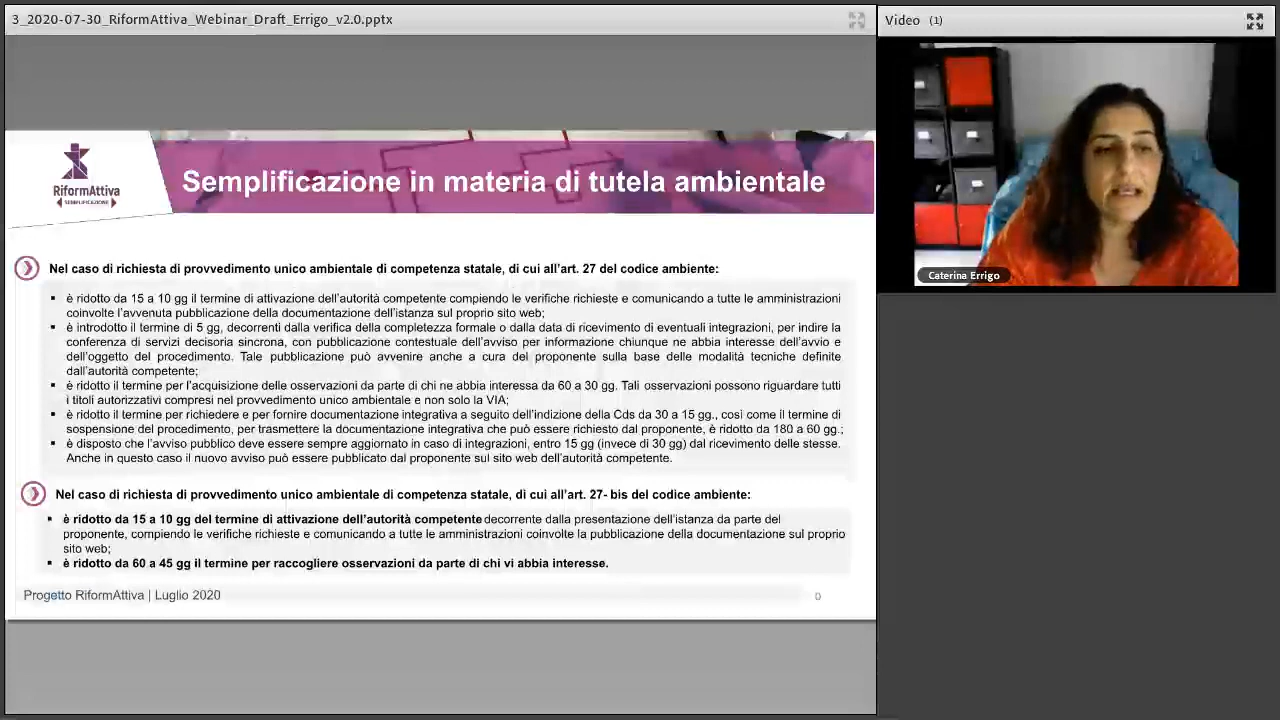 3_2020-07-30_RiformAttiva_Webinar_Draft_Errigo_v2.0.pptx
Video (1)
RiformAttiva
SEMPLIFICAZIONE
Semplificazione in materia di tutela ambientale
Nel caso di richiesta di provvedimento unico ambientale di competenza statale, di cui all'art. 27 del codice ambiente:
▪ è ridotto da 15 a 10 gg il termine di attivazione dell'autorità competente compiendo le verifiche richieste e comunicando a tutte le amministrazioni
coinvolte l'avvenuta pubblicazione della documentazione dell'istanza sul proprio sito web;
▪ è introdotto il termine di 5 gg, decorrenti dalla verifica della completezza formale o dalla data di ricevimento di eventuali integrazioni, per indire la
conferenza di servizi decisoria sincrona, con pubblicazione contestuale dell'avviso per informazione chiunque ne abbia interesse dell'avvio e
dell'oggetto del procedimento. Tale pubblicazione può avvenire anche a cura del proponente sulla base delle modalità tecniche definite
dall'autorità competente;
▪ è ridotto il termine per l'acquisizione delle osservazioni da parte di chi ne abbia interessa da 60 a 30 gg. Tali osservazioni possono riguardare tutti
i titoli autorizzativi compresi nel provvedimento unico ambientale e non solo la VIA;
▪ è ridotto il termine per richiedere e per fornire documentazione integrativa a seguito dell'indizione della Cds da 30 a 15 gg., così come il termine di
sospensione del procedimento, per trasmettere la documentazione integrativa che può essere richiesto dal proponente, è ridotto da 180 a 60 gg.;
▪ è disposto che l'avviso pubblico deve essere sempre aggiornato in caso di integrazioni, entro 15 gg (invece di 30 gg) dal ricevimento delle stesse.
Anche in questo caso il nuovo avviso può essere pubblicato dal proponente sul sito web dell'autorità competente.
Nel caso di richiesta di provvedimento unico ambientale di competenza statale, di cui all'art. 27- bis del codice ambiente:
▪ è ridotto da 15 a 10 gg del termine di attivazione dell'autorità competente decorrente dalla presentazione dell'istanza da parte del
proponente, compiendo le verifiche richieste e comunicando a tutte le amministrazioni coinvolte la pubblicazione della documentazione sul proprio
sito web;
▪ è ridotto da 60 a 45 gg il termine per raccogliere osservazioni da parte di chi vi abbia interesse.
Progetto RiformAttiva | Luglio 2020
0
Caterina Errigo